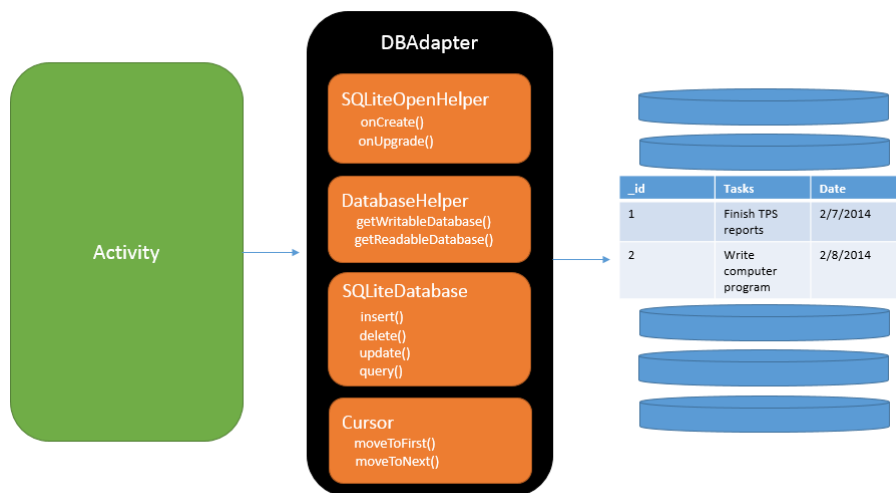 Activity
DBAdapter
SQLiteOpenHelper
onCreate()
onUpgrade()
DatabaseHelper
getWritableDatabase()
getReadableDatabase()
SQLiteDatabase
insert()
delete()
update()
query()
Cursor
moveToFirst()
moveToNext()
_id Tasks Date
1 Finish TPS 2/7/2014
reports
2 Write 2/8/2014
computer
program